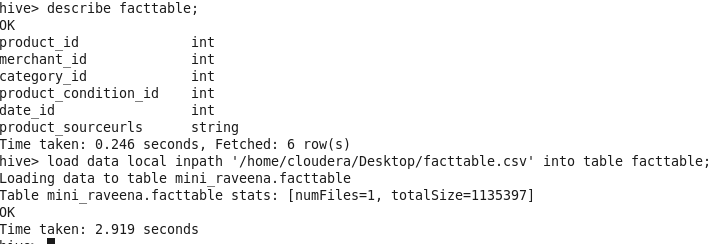 hive> describe facttable;
OK
product_id              int
merchant_id             int
category_id             int
product_condition_id    int
date_id                 int
product_sourceurls      string
Time taken: 0.246 seconds, Fetched: 6 row(s)
hive> load data local inpath '/home/cloudera/Desktop/facttable.csv' into table facttable;
Loading data to table mini_raveena.facttable
Table mini_raveena.facttable stats: [numFiles=1, totalSize=1135397]
OK
Time taken: 2.919 seconds
hive>